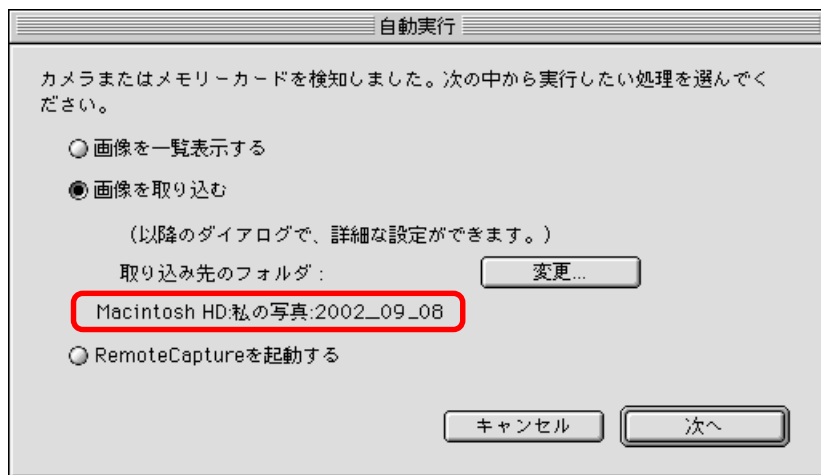 自動実行
カメラまたはメモリーカードを検知しました。次の中から実行したい処理を選んでく
ださい。
画像を一覧表示する
画像を取り込む
（以降のダイアログで、詳細な設定ができます。）
取り込み先のフォルダ： 変更...
Macintosh HD:私の写真:2002_09_08
RemoteCaptureを起動する
キャンセル 次へ